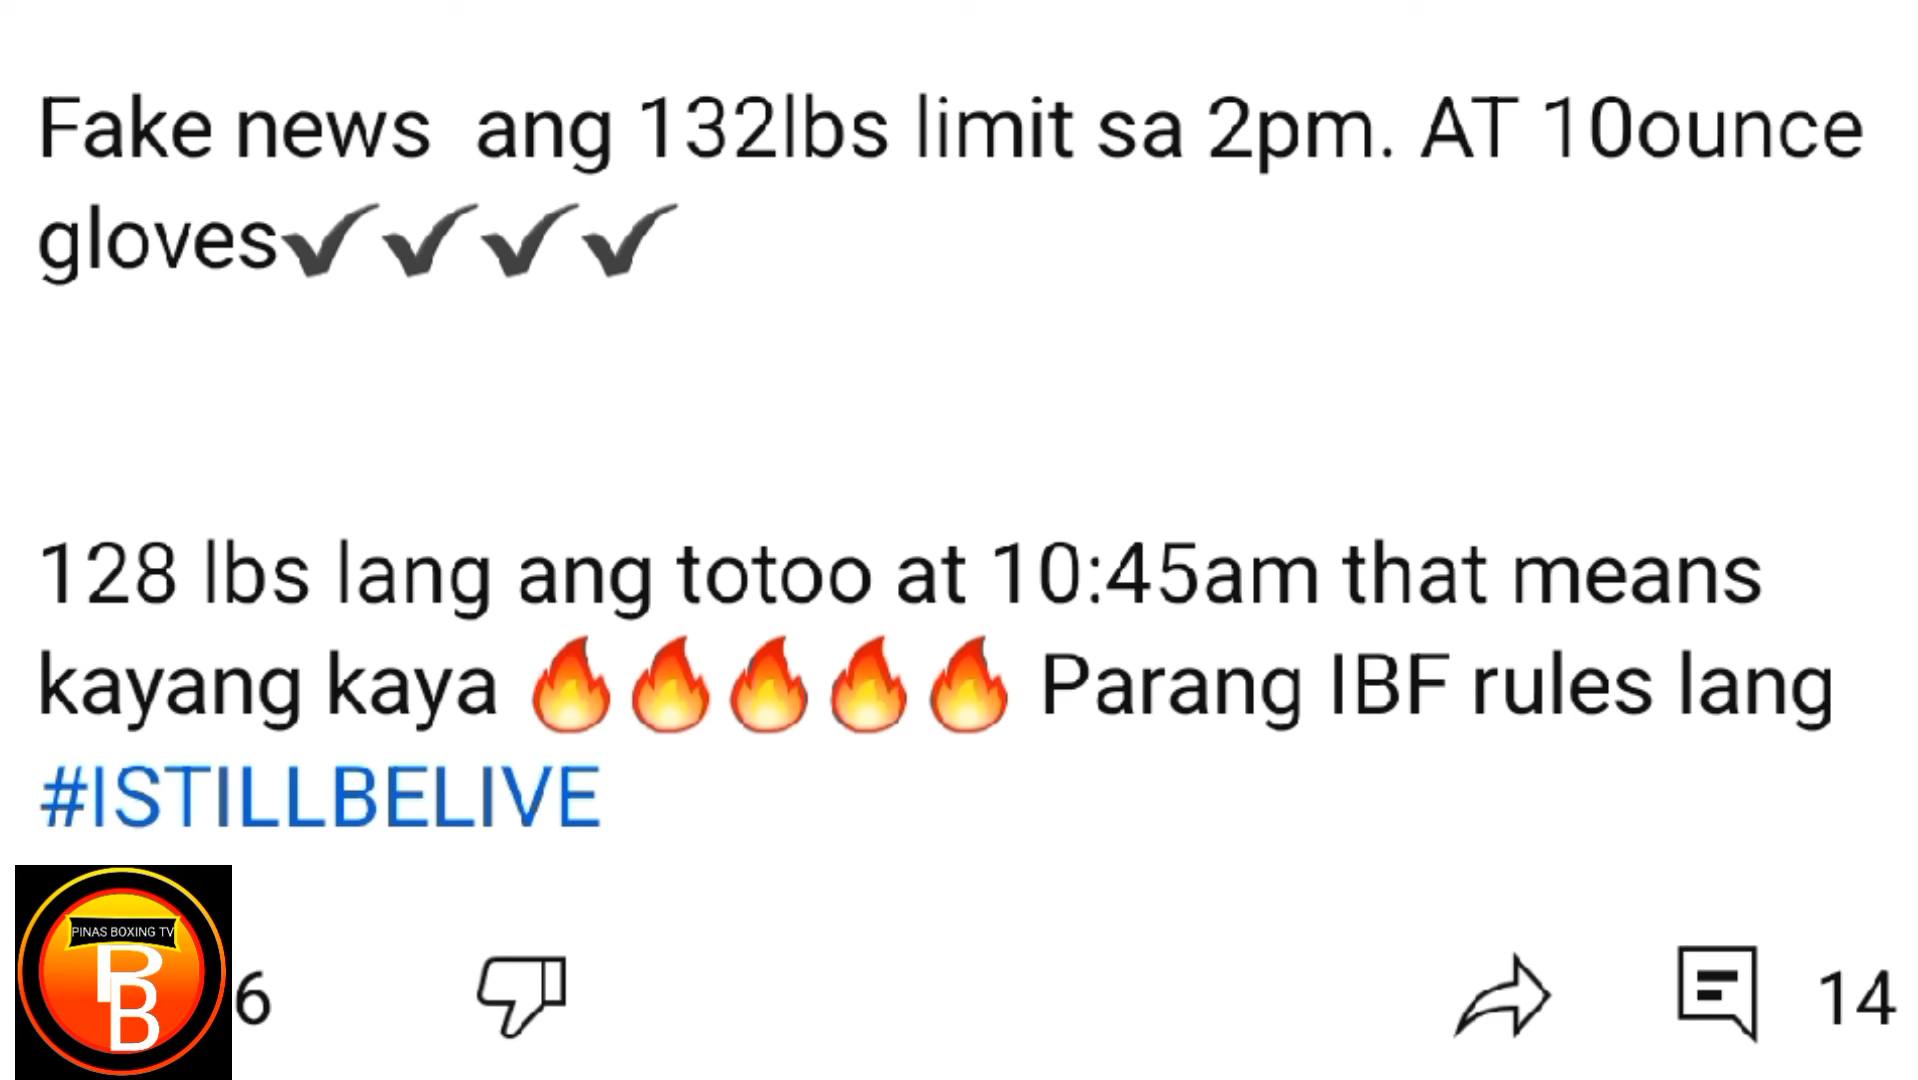 Fake news  ang 132lbs limit sa 2pm. AT 10ounce
gloves✔✔✔✔
128 lbs lang ang totoo at 10:45am that means
kayang kaya 🔥🔥🔥🔥🔥 Parang IBF rules lang
#ISTILLBELIVE
PINAS BOXING TV
B
B
6
14